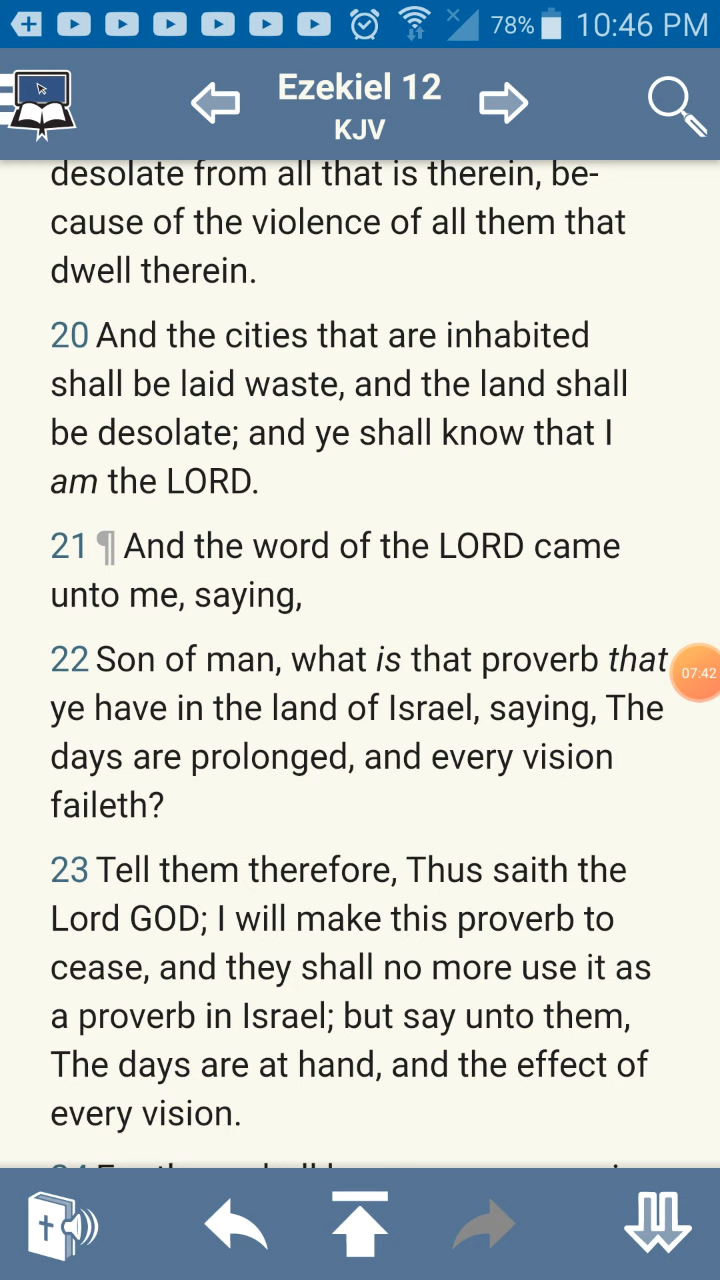 78% 10:46 PM
Ezekiel 12
KJV
desolate from all that is therein, be-
cause of the violence of all them that
dwell therein.
20 And the cities that are inhabited
shall be laid waste, and the land shall
be desolate; and ye shall know that I
am the LORD.
21 ¶ And the word of the LORD came
unto me, saying,
22 Son of man, what is that proverb that
07:42
ye have in the land of Israel, saying, The
days are prolonged, and every vision
faileth?
23 Tell them therefore, Thus saith the
Lord GOD; I will make this proverb to
cease, and they shall no more use it as
a proverb in Israel; but say unto them,
The days are at hand, and the effect of
every vision.